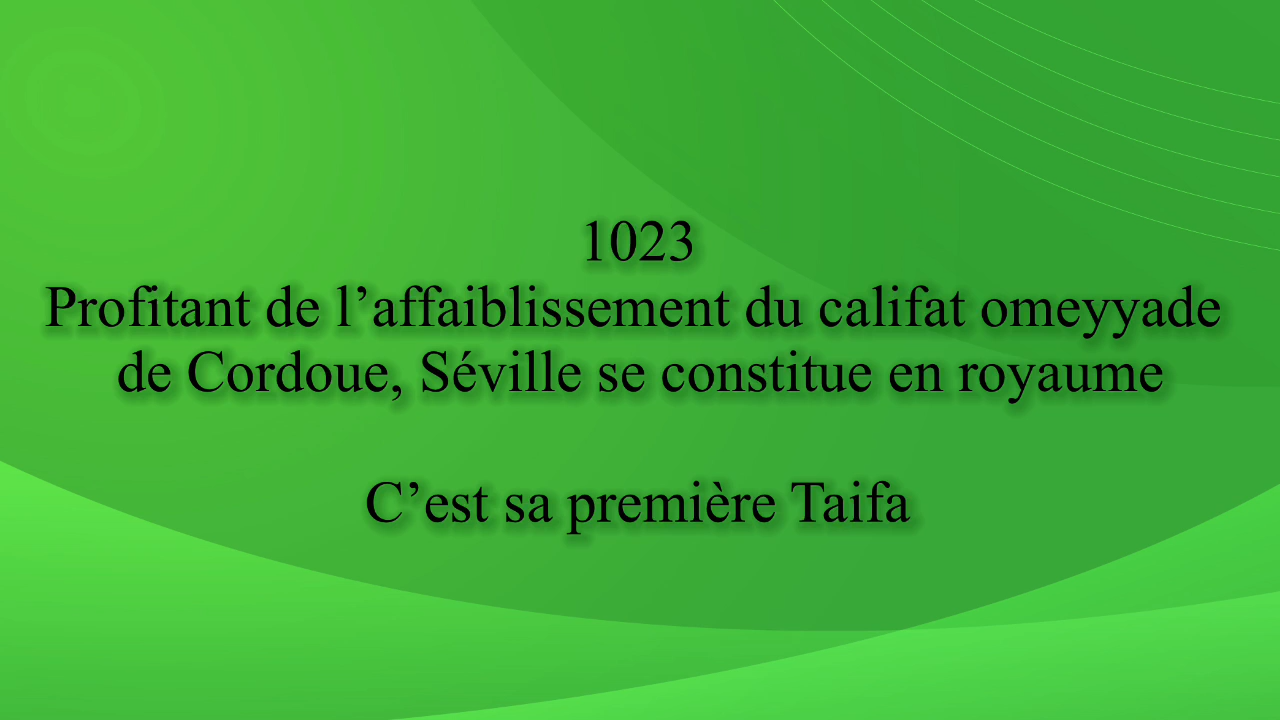 1023
Profitant de l’affaiblissement du califat omeyyade
de Cordoue, Séville se constitue en royaume
C’est sa première Taifa